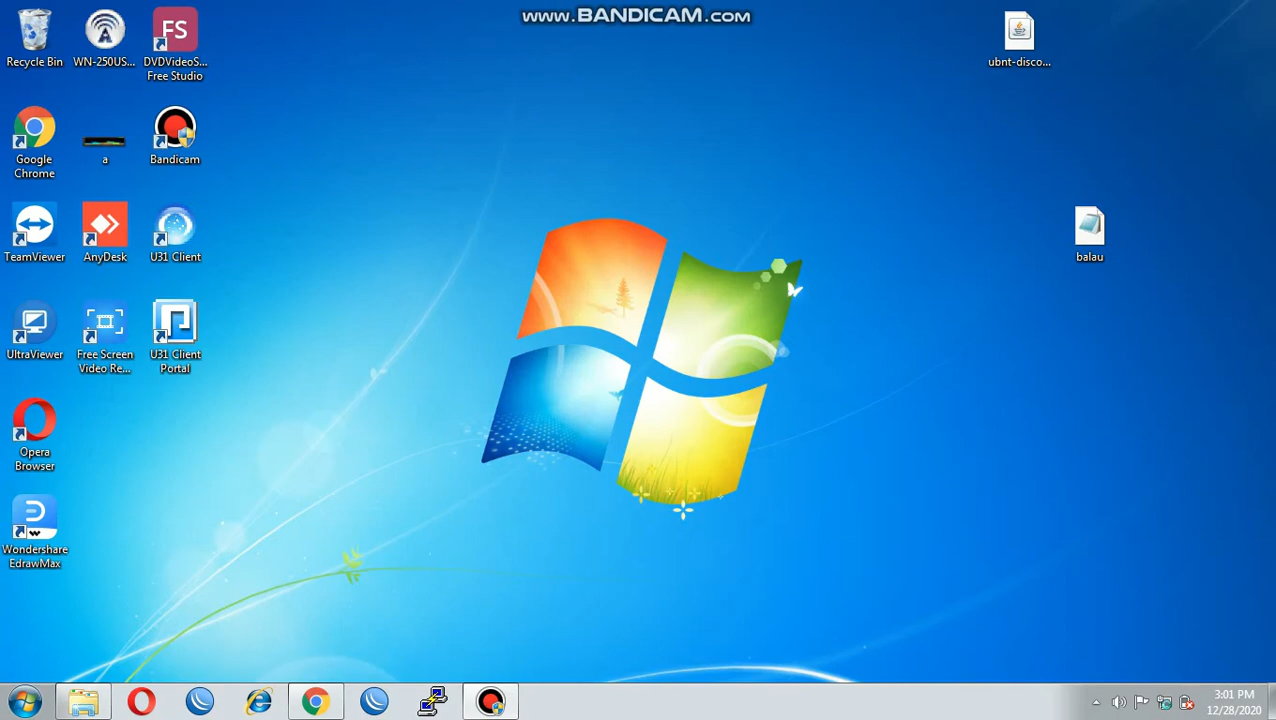 www.BANDICAM.com
Recycle Bin
WN-250US...
FS
DVDVideoS...
Free Studio
ubnt-disco...
Google
Chrome
a
Bandicam
TeamViewer
AnyDesk
U31 Client
balau
UltraViewer
Free Screen
Video Re...
U31 Client
Portal
Opera
Browser
Wondershare
EdrawMax
3:01 PM
12/28/2020